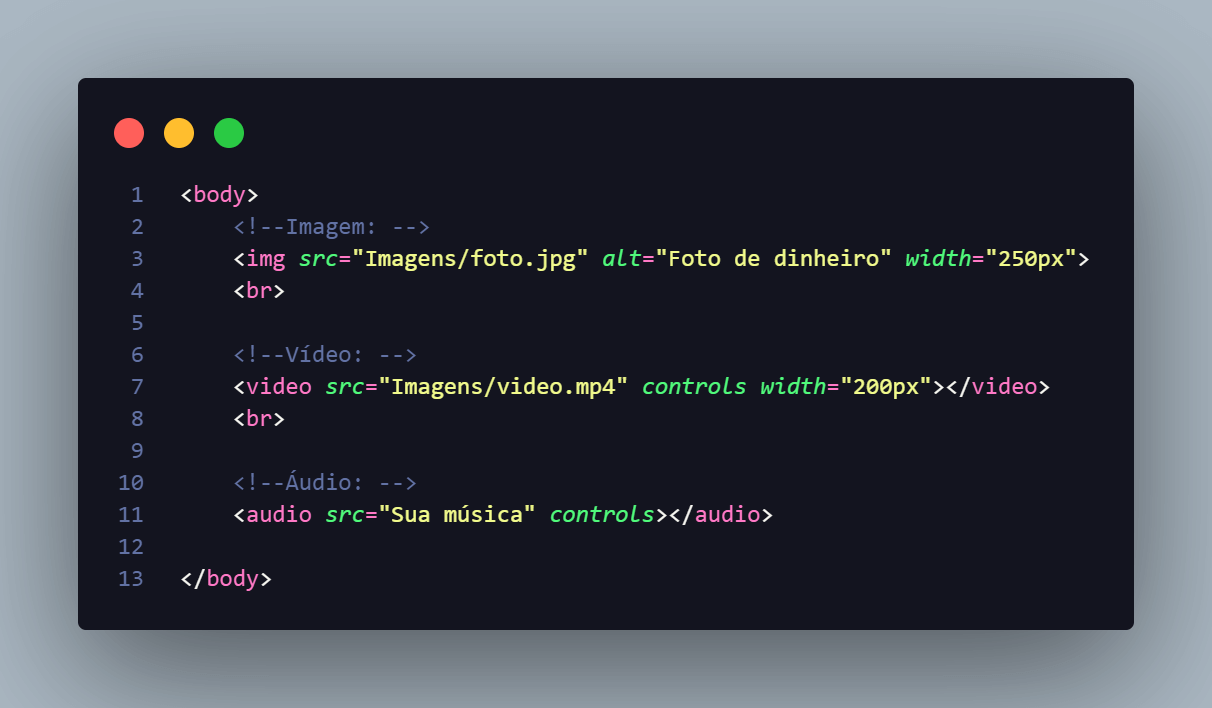 1 <body>
2 <!--Imagem: -->
3 <img src="Imagens/foto.jpg" alt="Foto de dinheiro" width="250px">
4 <br>
5
6 <!--Vídeo: -->
7 <video src="Imagens/video.mp4" controls width="200px"></video>
8 <br>
9
10 <!--Áudio: -->
11 <audio src="Sua música" controls></audio>
12
13 </body>